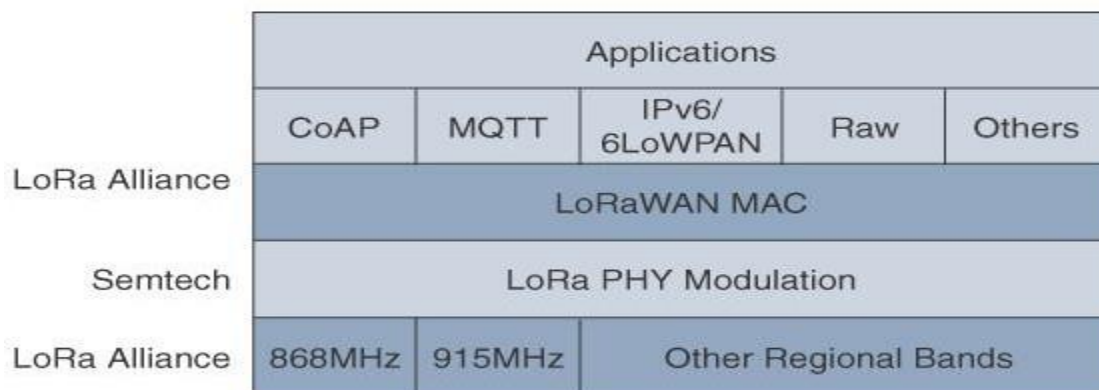 Applications
CoAP MQTT IPv6/ 6LoWPAN Raw Others
LoRa Alliance
LoRaWAN MAC
Semtech LoRa PHY Modulation
LoRa Alliance 868MHz 915MHz Other Regional Bands